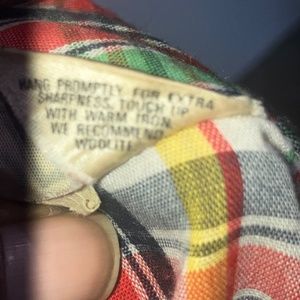 HANG PROMPTLY FOR EXTRA
SHARPNESS, TOUCH UP
WITH WARM IRON.
WE RECOMMEND
WOOLITE